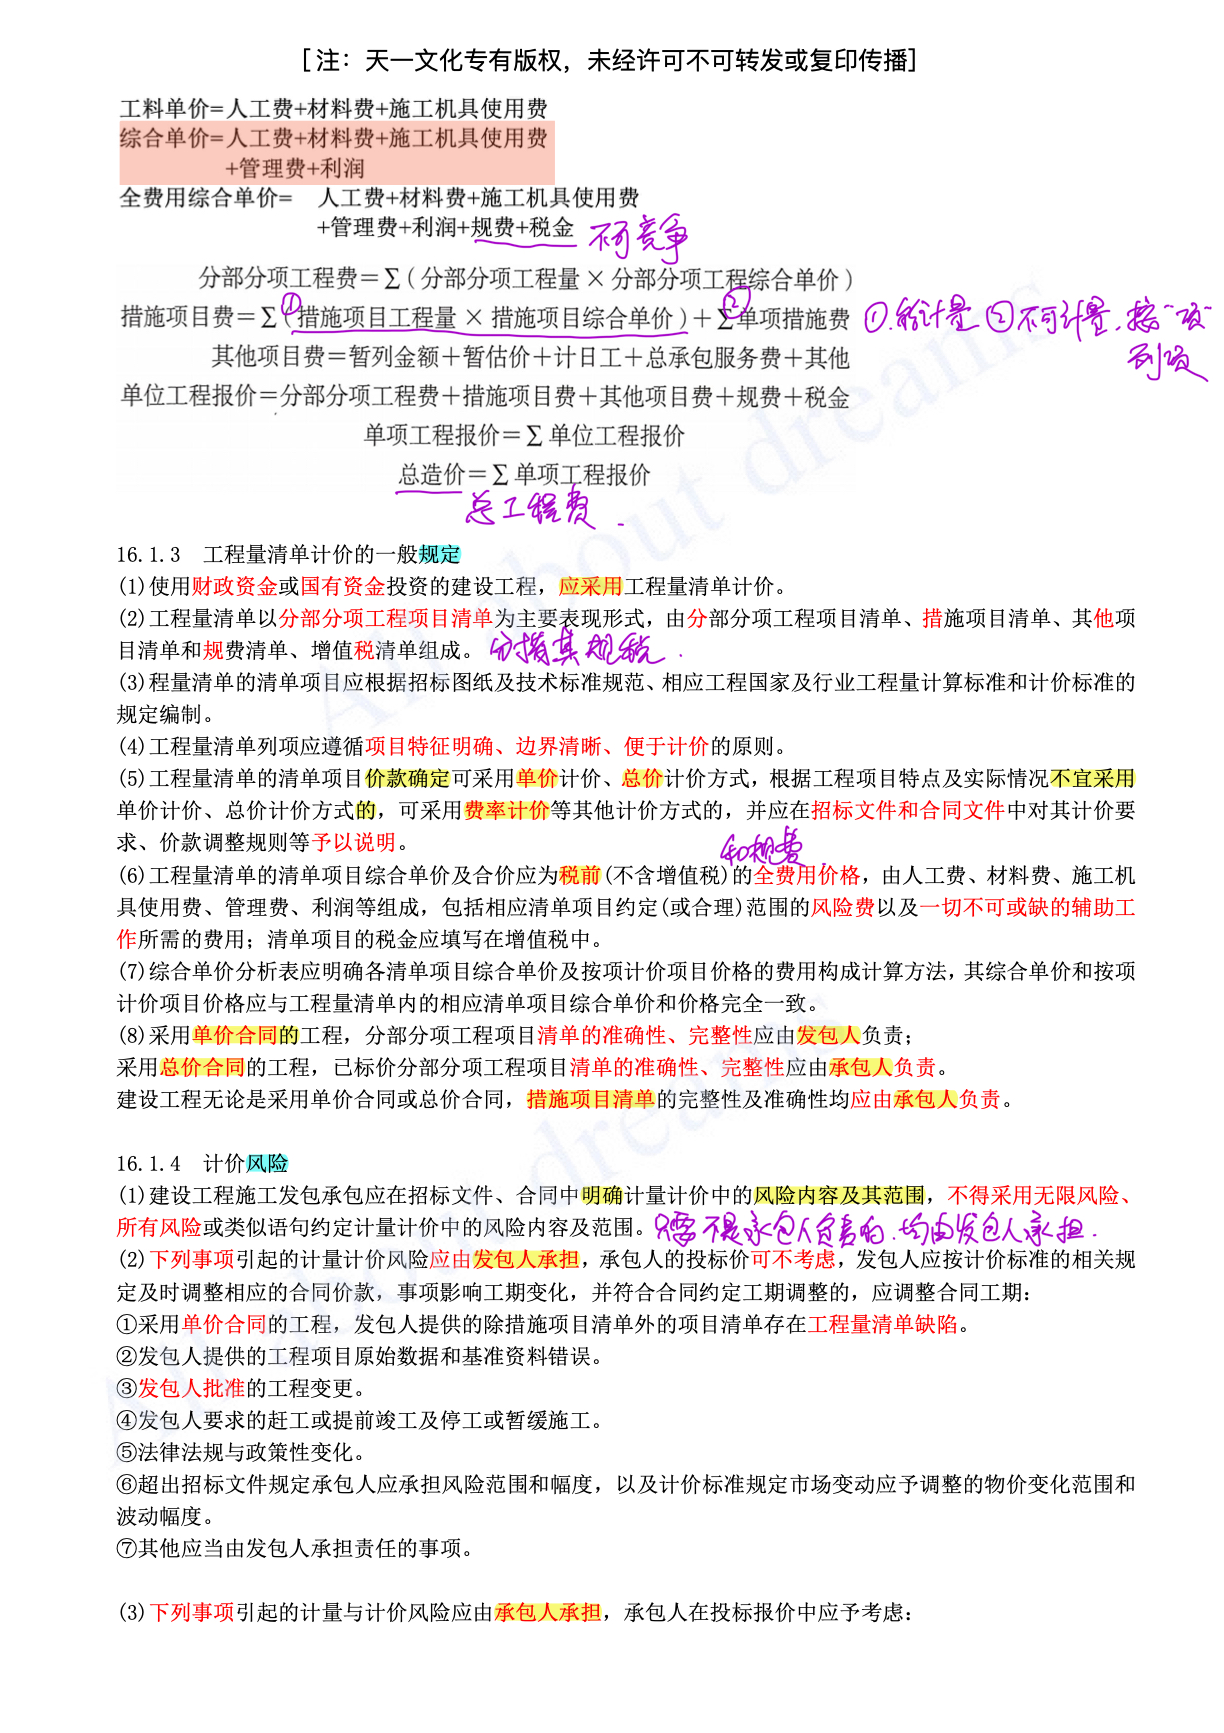 [注：天一文化专有版权，未经许可不可转发或复印传播]
工料单价=人工费+材料费+施工机具使用费
综合单价=人工费+材料费+施工机具使用费
+管理费+利润
全费用综合单价= 人工费+材料费+施工机具使用费
+管理费+利润+规费+税金 不可竞争
分部分项工程费=∑(分部分项工程量×分部分项工程综合单价)
① ②
措施项目费=∑(措施项目工程量×措施项目综合单价)+∑单项措施费 ①.能计量 ②不可计量，按"项"
列项
其他项目费=暂列金额+暂估价+计日工+总承包服务费+其他
单位工程报价=分部分项工程费+措施项目费+其他项目费+规费+税金
单项工程报价=∑单位工程报价
总造价=∑单项工程报价
总工程费.
16.1.3 工程量清单计价的一般规定
(1)使用财政资金或国有资金投资的建设工程，应采用工程量清单计价。
(2)工程量清单以分部分项工程项目清单为主要表现形式，由分部分项工程项目清单、措施项目清单、其他项
目清单和规费清单、增值税清单组成。 分措其规税.
(3)程量清单的清单项目应根据招标图纸及技术标准规范、相应工程国家及行业工程量计算标准和计价标准的
规定编制。
(4)工程量清单列项应遵循项目特征明确、边界清晰、便于计价的原则。
(5)工程量清单的清单项目价款确定可采用单价计价、总价计价方式，根据工程项目特点及实际情况不宜采用
单价计价、总价计价方式的，可采用费率计价等其他计价方式的，并应在招标文件和合同文件中对其计价要
求、价款调整规则等予以说明。
和规费.
(6)工程量清单的清单项目综合单价及合价应为税前(不含增值税)的全费用价格，由人工费、材料费、施工机
具使用费、管理费、利润等组成，包括相应清单项目约定(或合理)范围的风险费以及一切不可或缺的辅助工
作所需的费用；清单项目的税金应填写在增值税中。
(7)综合单价分析表应明确各清单项目综合单价及按项计价项目价格的费用构成计算方法，其综合单价和按项
计价项目价格应与工程量清单内的相应清单项目综合单价和价格完全一致。
(8)采用单价合同的工程，分部分项工程项目清单的准确性、完整性应由发包人负责；
采用总价合同的工程，已标价分部分项工程项目清单的准确性、完整性应由承包人负责。
建设工程无论是采用单价合同或总价合同，措施项目清单的完整性及准确性均应由承包人负责。
16.1.4 计价风险
(1)建设工程施工发包承包应在招标文件、合同中明确计量计价中的风险内容及其范围，不得采用无限风险、
所有风险或类似语句约定计量计价中的风险内容及范围。 只要不是承包人负责的.均由发包人承担.
(2)下列事项引起的计量计价风险应由发包人承担，承包人的投标价可不考虑，发包人应按计价标准的相关规
定及时调整相应的合同价款，事项影响工期变化，并符合合同约定工期调整的，应调整合同工期：
①采用单价合同的工程，发包人提供的除措施项目清单外的项目清单存在工程量清单缺陷。
②发包人提供的工程项目原始数据和基准资料错误。
③发包人批准的工程变更。
④发包人要求的赶工或提前竣工及停工或暂缓施工。
⑤法律法规与政策性变化。
⑥超出招标文件规定承包人应承担风险范围和幅度，以及计价标准规定市场变动应予调整的物价变化范围和
波动幅度。
⑦其他应当由发包人承担责任的事项。
(3)下列事项引起的计量与计价风险应由承包人承担，承包人在投标报价中应予考虑：
All about dreams
All about dreams